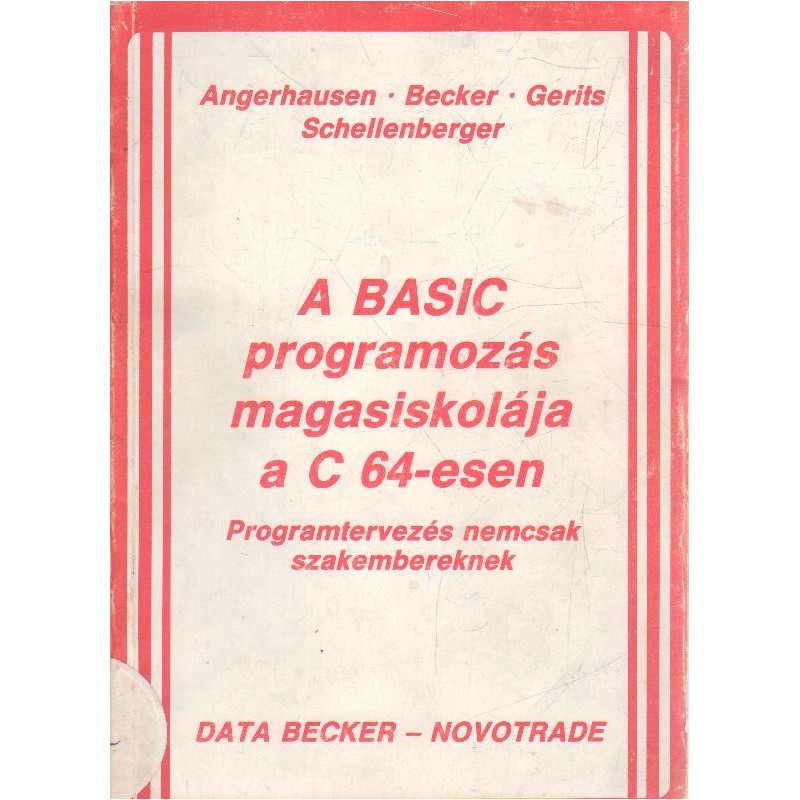 Angerhausen · Becker · Gerits
Schellenberger
A BASIC
programozás
magasiskolája
a C 64-esen
Programtervezés nemcsak
szakembereknek
DATA BECKER – NOVOTRADE